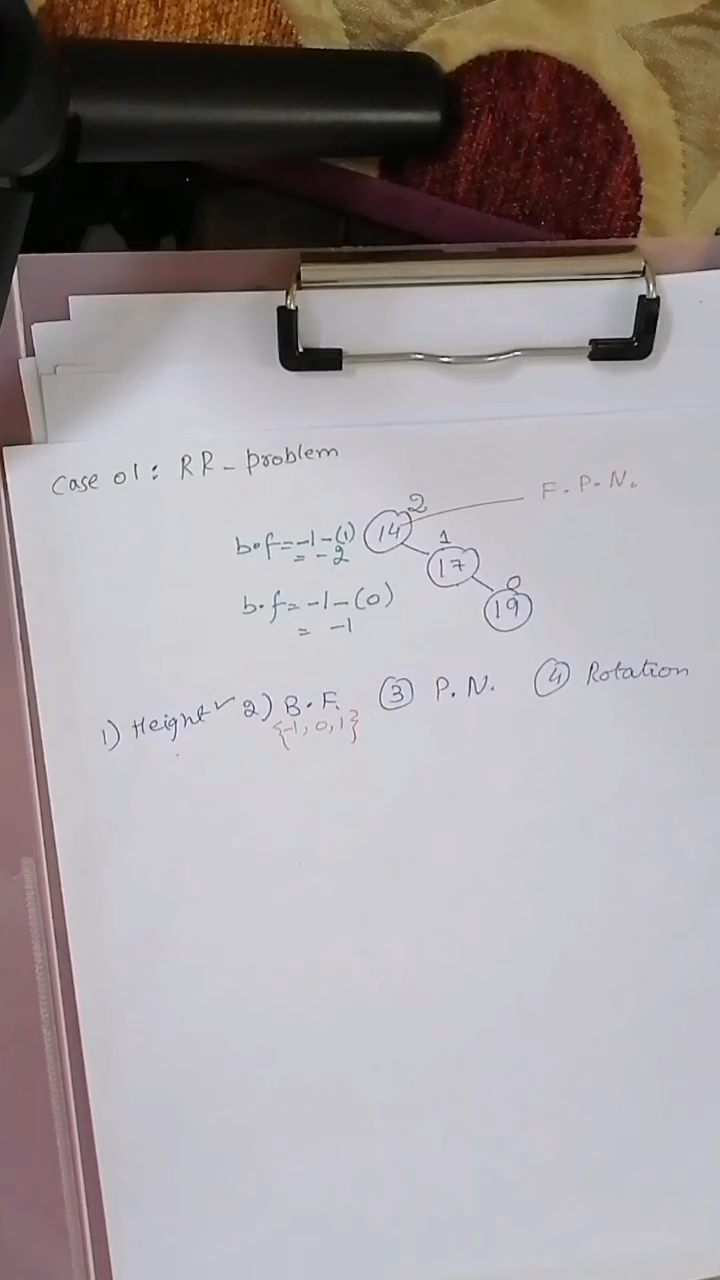 Case 01: RR-problem
2 F.P.N.
b.f=-1-(1) 14 1
= -2 17
b.f=-1-(0) 0
= -1 19
1) Height✓ 2) B.F. ③ P.N. ④ Rotation
{-1,0,1}